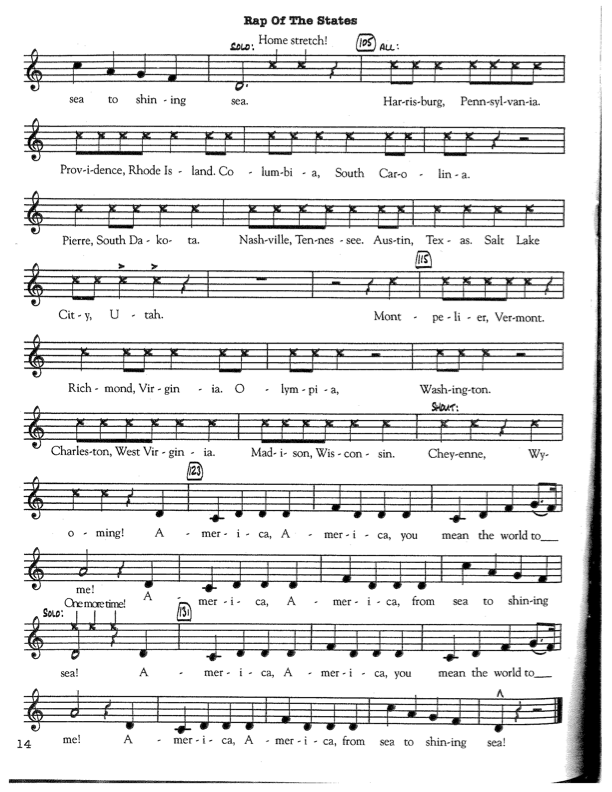 Rap Of The States
SOLO: Home stretch! 105 ALL:
sea to shin - ing sea. Har-ris-burg, Penn-syl-van-ia.
Prov-i-dence, Rhode Is - land. Co - lum-bi - a, South Car-o - lin - a.
Pierre, South Da - ko- ta. Nash-ville, Ten-nes - see. Aus-tin, Tex - as. Salt Lake
115
Cit - y, U - tah. Mont - pe - li - er, Ver-mont.
Rich - mond, Vir - gin - ia. O - lym - pi - a, Wash-ing-ton.
SHOUT:
Charles-ton, West Vir - gin - ia. Mad - i - son, Wis - con - sin. Chey-enne, Wy-
123
o - ming! A - mer - i - ca, A - mer - i - ca, you mean the world to
me! A - mer - i - ca, A - mer - i - ca, from sea to shin-ing
SOLO: One more time! 131
sea! A - mer - i - ca, A - mer - i - ca, you mean the world to
me! A - mer - i - ca, A - mer - i - ca, from sea to shin-ing sea!
14